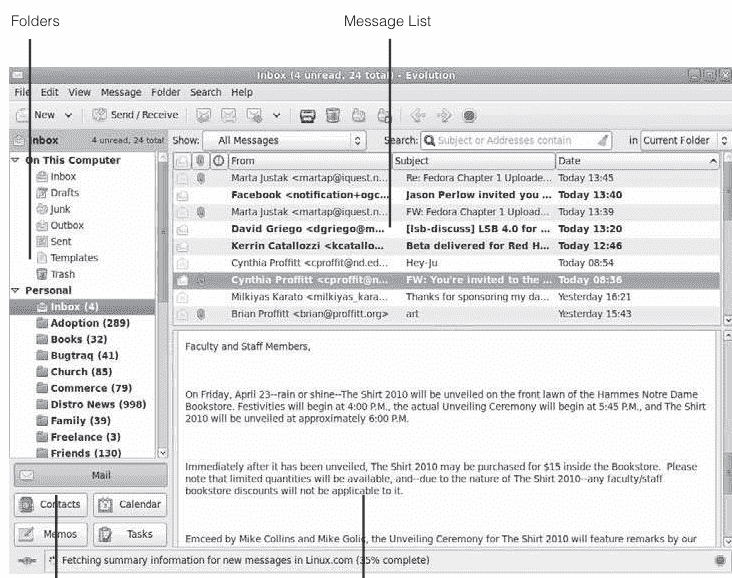 Folders
Message List
Inbox (4 unread, 24 total) - Evolution
File Edit View Message Folder Search Help
New Send / Receive
Inbox 4 unread, 24 total Show: All Messages Search: Subject or Addresses contain in Current Folder
On This Computer
Inbox
Drafts
Junk
Outbox
Sent
Templates
Trash
Personal
Inbox (4)
Adoption (289)
Books (32)
Bugtraq (41)
Church (85)
Commerce (79)
Distro News (998)
Family (39)
Freelance (3)
Friends (130)
Mail
Contacts Calendar
Memos Tasks
From Subject Date
Marta Justak <martap@iquest.n... Re: Fedora Chapter 1 Uploade... Today 13:45
Facebook <notification+ogc... Jason Perlow invited you ... Today 13:40
Marta Justak <martap@iquest.n... FW: Fedora Chapter 1 Upload... Today 13:39
David Griego <dgriego@m... [lsb-discuss] LSB 4.0 for ... Today 13:20
Kerrin Catallozzi <kcatallo... Beta delivered for Red H... Today 12:46
Cynthia Proffitt <cproffit@nd.ed... Hey-Ju Today 08:54
Cynthia Proffitt <cproffit@n... FW: You're invited to the ... Today 08:36
Milkiyas Karato <milkiyas_kara... Thanks for sponsoring my da... Yesterday 16:21
Brian Proffitt <brian@proffitt.org> art Yesterday 15:43
Faculty and Staff Members,
On Friday, April 23--rain or shine--The Shirt 2010 will be unveiled on the front lawn of the Hammes Notre Dame
Bookstore. Festivities will begin at 4:00 P.M., the actual Unveiling Ceremony will begin at 5:45 P.M., and The Shirt
2010 will be unveiled at approximately 6:00 P.M.
Immediately after it has been unveiled, The Shirt 2010 may be purchased for $15 inside the Bookstore. Please
note that limited quantities will be available, and--due to the nature of The Shirt 2010--any faculty/staff
bookstore discounts will not be applicable to it.
Emceed by Mike Collins and Mike Golic, the Unveiling Ceremony for The Shirt 2010 will feature remarks by our
Fetching summary information for new messages in Linux.com (35% complete)